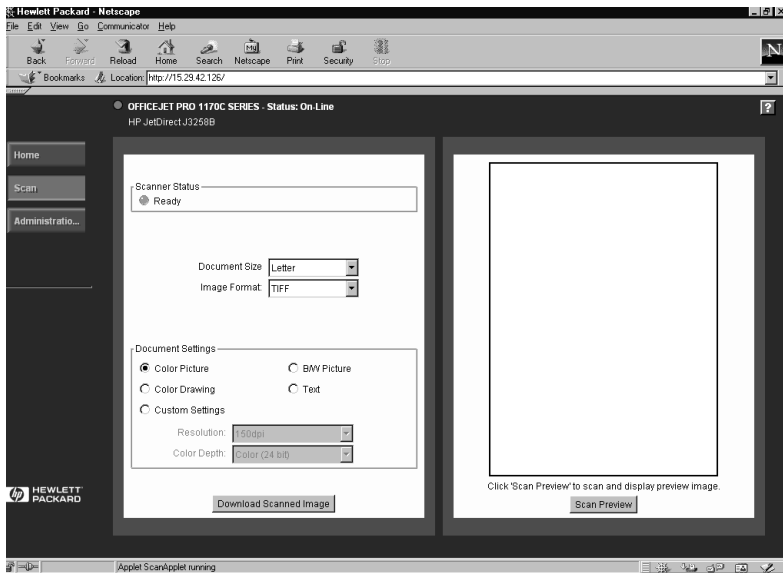 Hewlett Packard - Netscape
File Edit View Go Communicator Help
Back Forward Reload Home Search Netscape Print Security Stop
My
N
Bookmarks Location: http://15.29.42.126/
OFFICEJET PRO 1170C SERIES - Status: On-Line
?
HP JetDirect J3258B
Home
Scan
Administratio...
Scanner Status
Ready
Document Size Letter
Image Format: TIFF
Document Settings
Color Picture B/W Picture
Color Drawing Text
Custom Settings
Resolution: 150dpi
Color Depth: Color (24 bit)
Download Scanned Image
Click 'Scan Preview' to scan and display preview image.
Scan Preview
hp HEWLETT
PACKARD
Applet ScanApplet running